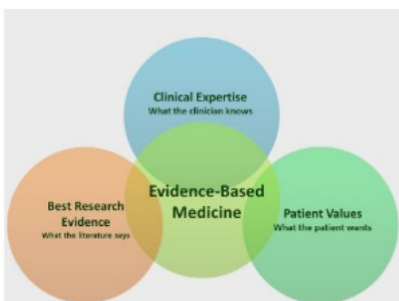 Clinical Expertise
What the clinician knows
Evidence-Based
Medicine
Best Research
Evidence
What the literature says
Patient Values
What the patient wants